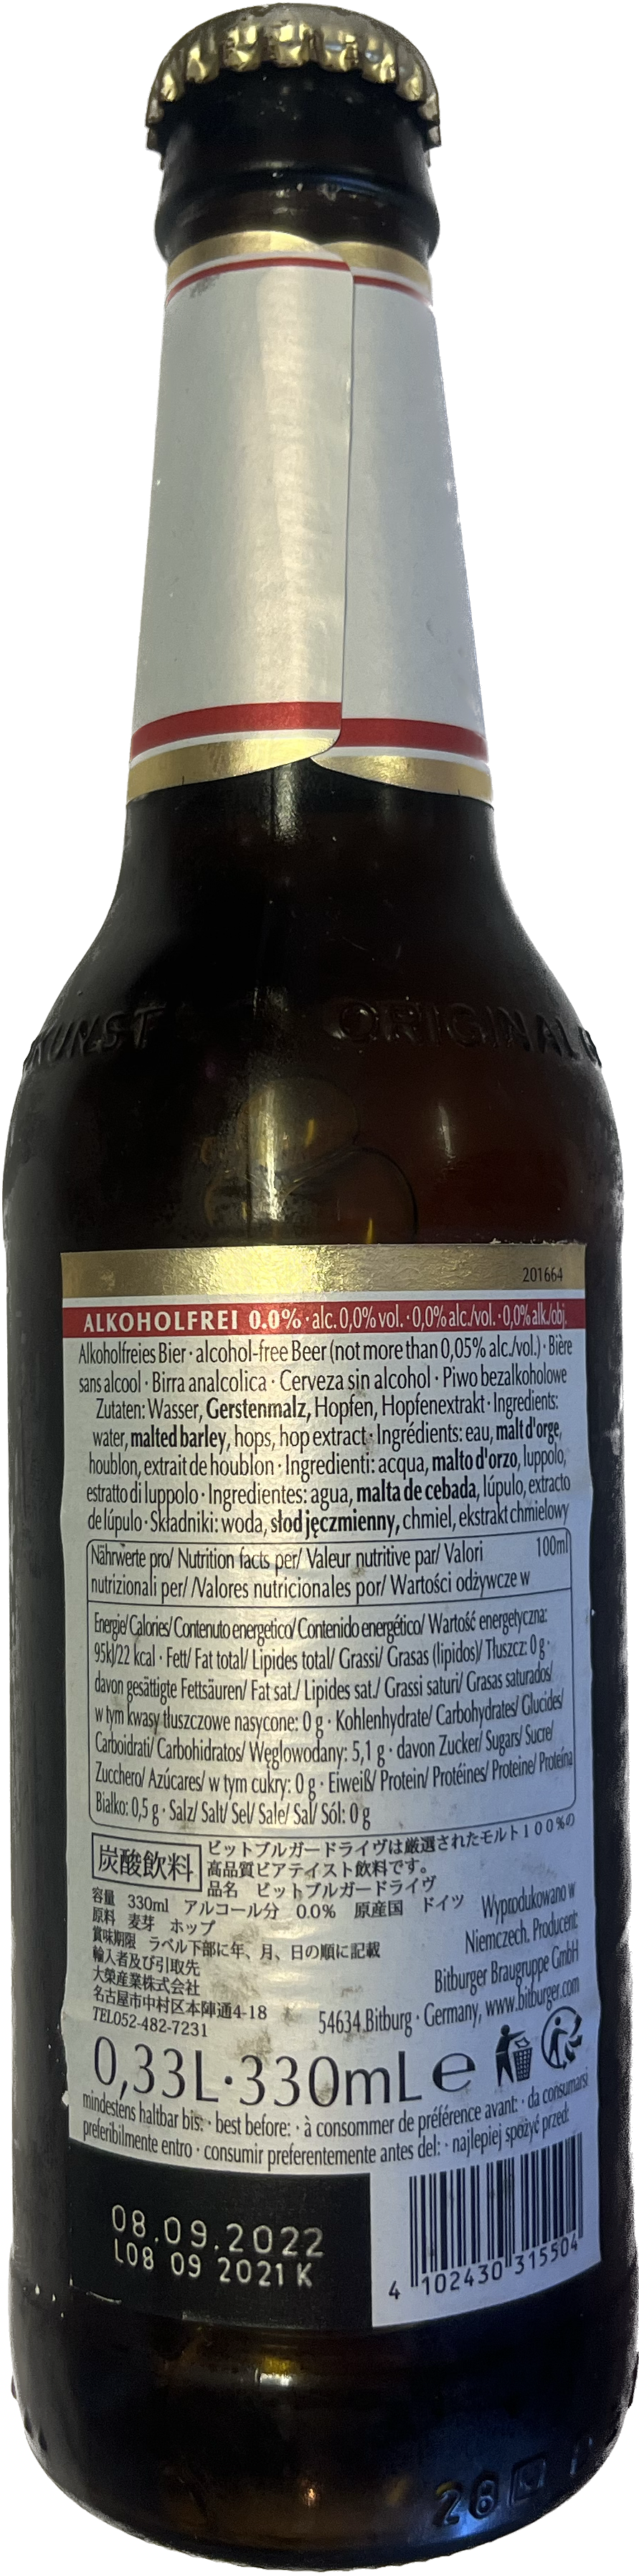 KUNST ORIGINAL
201664
ALKOHOLFREI 0.0% · alc. 0,0% vol. · 0,0% alc./vol. · 0,0% alk./obj.
Alkoholfreies Bier · alcohol-free Beer (not more than 0,05% alc./vol.) · Bière
sans alcool · Birra analcolica · Cerveza sin alcohol · Piwo bezalkoholowe
Zutaten: Wasser, Gerstenmalz, Hopfen, Hopfenextrakt · Ingredients:
water, malted barley, hops, hop extract · Ingrédients: eau, malt d'orge,
houblon, extrait de houblon · Ingredienti: acqua, malto d'orzo, luppolo,
estratto di luppolo · Ingredientes: agua, malta de cebada, lúpulo, extracto
de lúpulo · Składniki: woda, słod jęczmienny, chmiel, ekstrakt chmielowy
Nährwerte pro/ Nutrition facts per/ Valeur nutritive par/ Valori 100ml
nutrizionali per/ /Valores nutricionales por/ Wartości odżywcze w
Energie/ Calories/ Contenuto energetico/ Contenido energético/ Wartość energetyczna:
95kJ/22 kcal · Fett/ Fat total/ Lipides total/ Grassi/ Grasas (lipidos)/ Tłuszcz: 0 g ·
davon gesättigte Fettsäuren/ Fat sat./ Lipides sat./ Grassi saturi/ Grasas saturados/
w tym kwasy tłuszczowe nasycone: 0 g · Kohlenhydrate/ Carbohydrates/ Glucides/
Carboidrati/ Carbohidratos/ Węglowodany: 5,1 g · davon Zucker/ Sugars/ Sucre/
Zucchero/ Azúcares/ w tym cukry: 0 g · Eiweiß/ Protein/ Protéines/ Proteine/ Proteína
Białko: 0,5 g · Salz/ Salt/ Sel/ Sale/ Sal/ Sól: 0 g
炭酸飲料
ビットブルガードライヴは厳選されたモルト100%の
高品質ビアテイスト飲料です。
品名 ビットブルガードライヴ
容量 330ml アルコール分 0.0% 原産国 ドイツ
原料 麦芽 ホップ
賞味期限 ラベル下部に年、月、日の順に記載
輸入者及び引取先
大榮産業株式会社
名古屋市中村区本陣通4-18
TEL052-482-7231
Wyprodukowano w
Niemczech. Producent:
Bitburger Braugruppe GmbH
54634 Bitburg · Germany, www.bitburger.com
0,33L·330mL e
mindestens haltbar bis: · best before: · à consommer de préférence avant: · da consumarsi
preferibilmente entro · consumir preferentemente antes del: · najlepiej spożyć przed:
08.09.2022
L08 09 2021 K
4 102430 315504
28